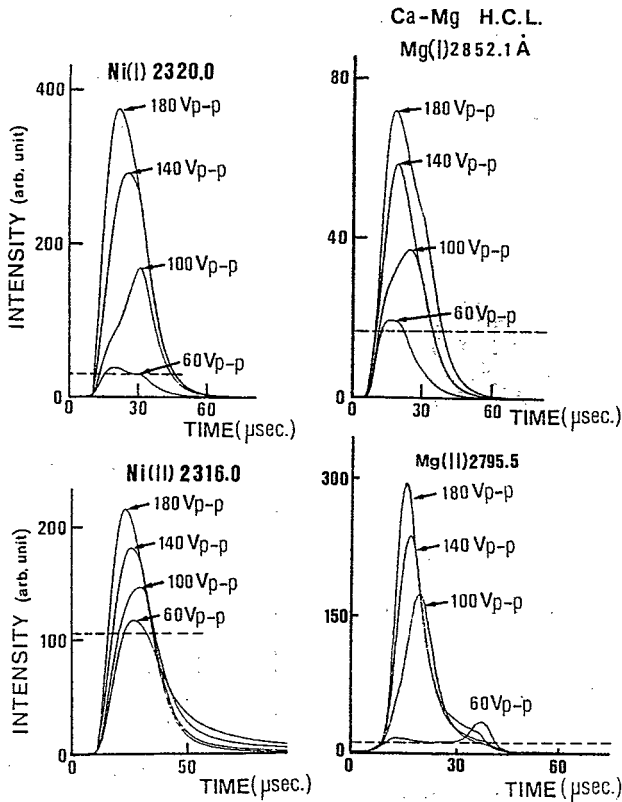 Ca-Mg H.C.L.
Ni(I) 2320.0
INTENSITY (arb. unit)
400
200
0
180 Vp-p
140 Vp-p
100 Vp-p
60 Vp-p
0 30 60
TIME(μsec.)
Mg(I)2852.1 Å
80
40
0
180 Vp-p
140 Vp-p
100 Vp-p
60 Vp-p
0 30 60
TIME(μsec.)
Ni(II) 2316.0
INTENSITY (arb. unit)
200
100
0
180 Vp-p
140 Vp-p
100 Vp-p
60Vp-p
0 50
TIME(μsec.)
Mg(II)2795.5
300
150
0
180 Vp-p
140 Vp-p
100 Vp-p
60Vp-p
0 30 60
TIME(μsec.)